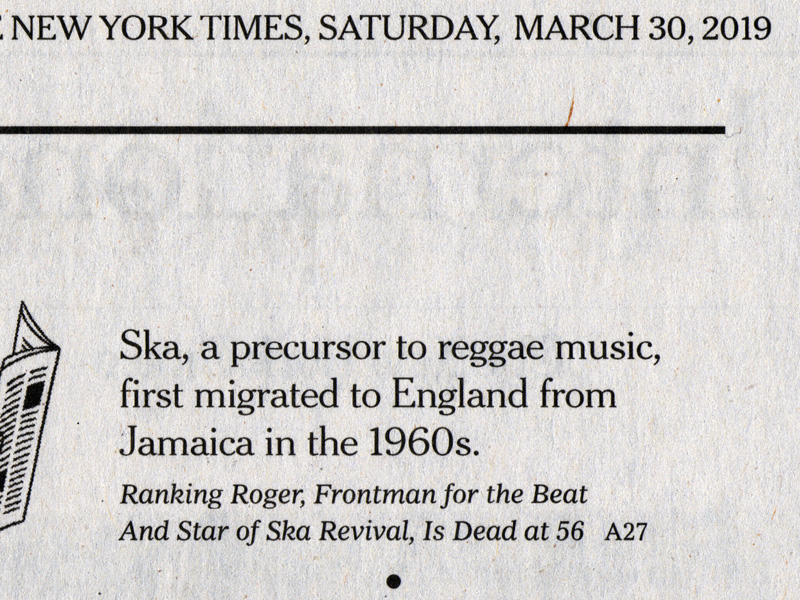 NEW YORK TIMES, SATURDAY, MARCH 30, 2019
Ska, a precursor to reggae music,
first migrated to England from
Jamaica in the 1960s.
Ranking Roger, Frontman for the Beat
And Star of Ska Revival, Is Dead at 56 A27